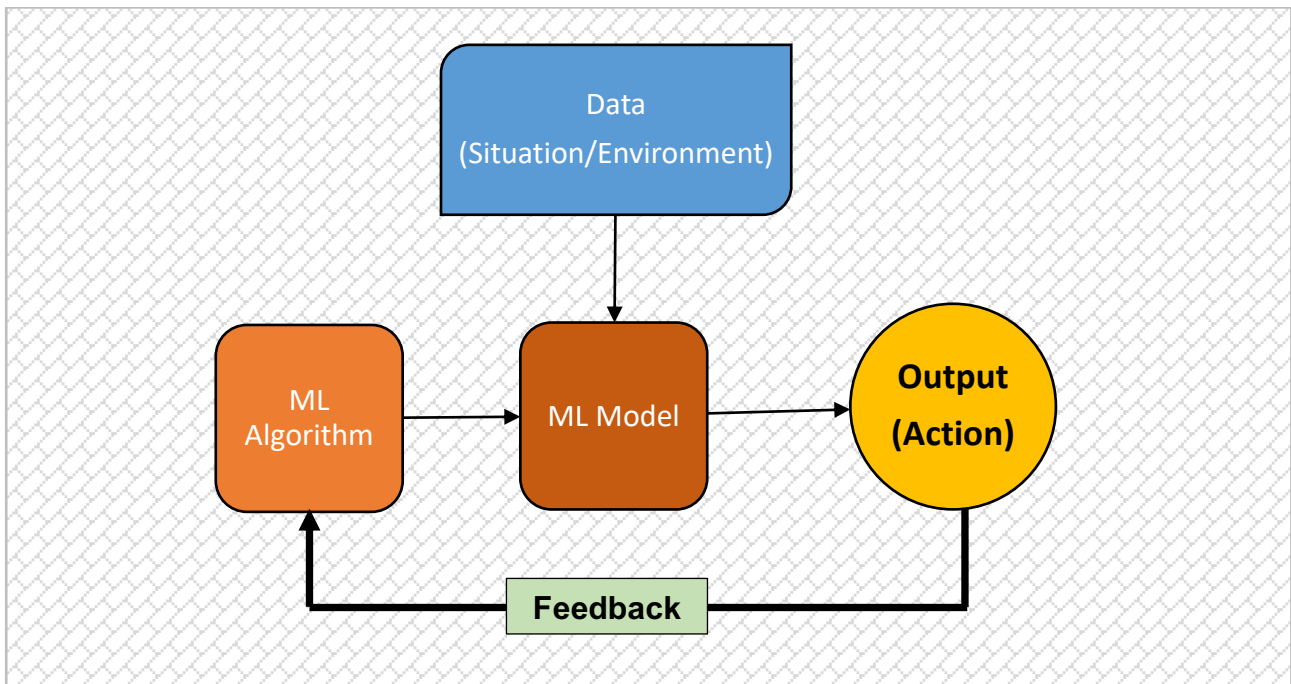 Data
(Situation/Environment)
ML
Algorithm
ML Model
Output
(Action)
Feedback